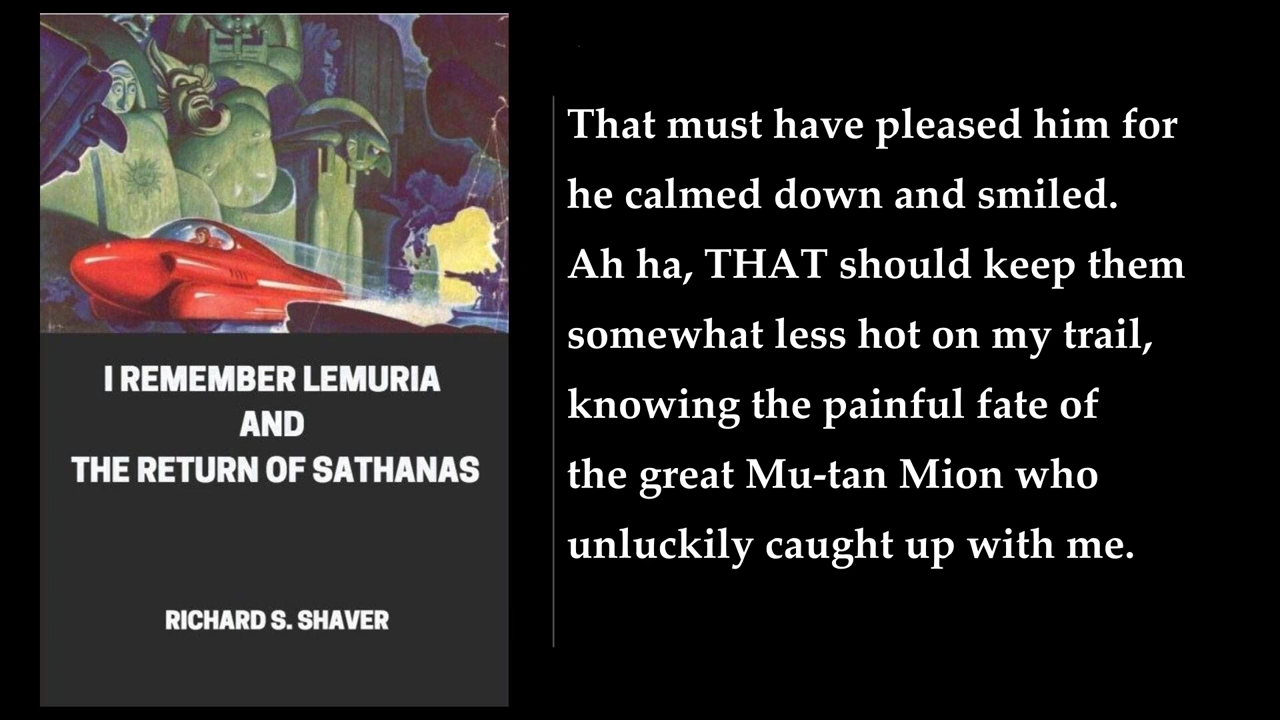 I REMEMBER LEMURIA
AND
THE RETURN OF SATHANAS
RICHARD S. SHAVER
That must have pleased him for
he calmed down and smiled.
Ah ha, THAT should keep them
somewhat less hot on my trail,
knowing the painful fate of
the great Mu-tan Mion who
unluckily caught up with me.